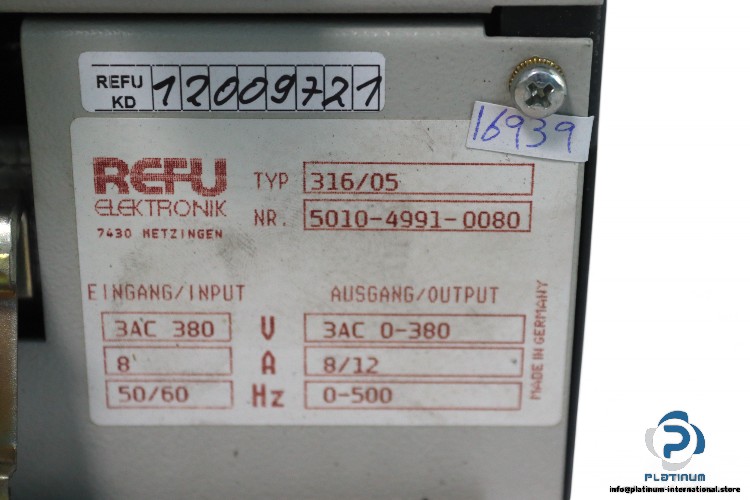 REFU
KD
12009721
16939
REFU
ELEKTRONIK
7430 METZINGEN
TYP 316/05
NR. 5010-4991-0080
EINGANG/INPUT AUSGANG/OUTPUT
3AC 380 V 3AC 0-380
8 A 8/12
50/60 Hz 0-500
MADE IN GERMANY
PLATINUM
info@platinum-international.store